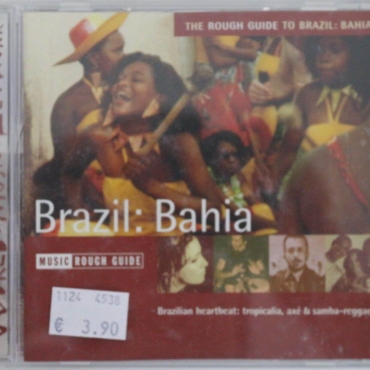 THE ROUGH GUIDE TO BRAZIL: BAHIA
Brazil: Bahia
MUSIC ROUGH GUIDE
1124 4538
€ 3.90
Brazilian heartbeat: tropicalia, axé & samba-reggae